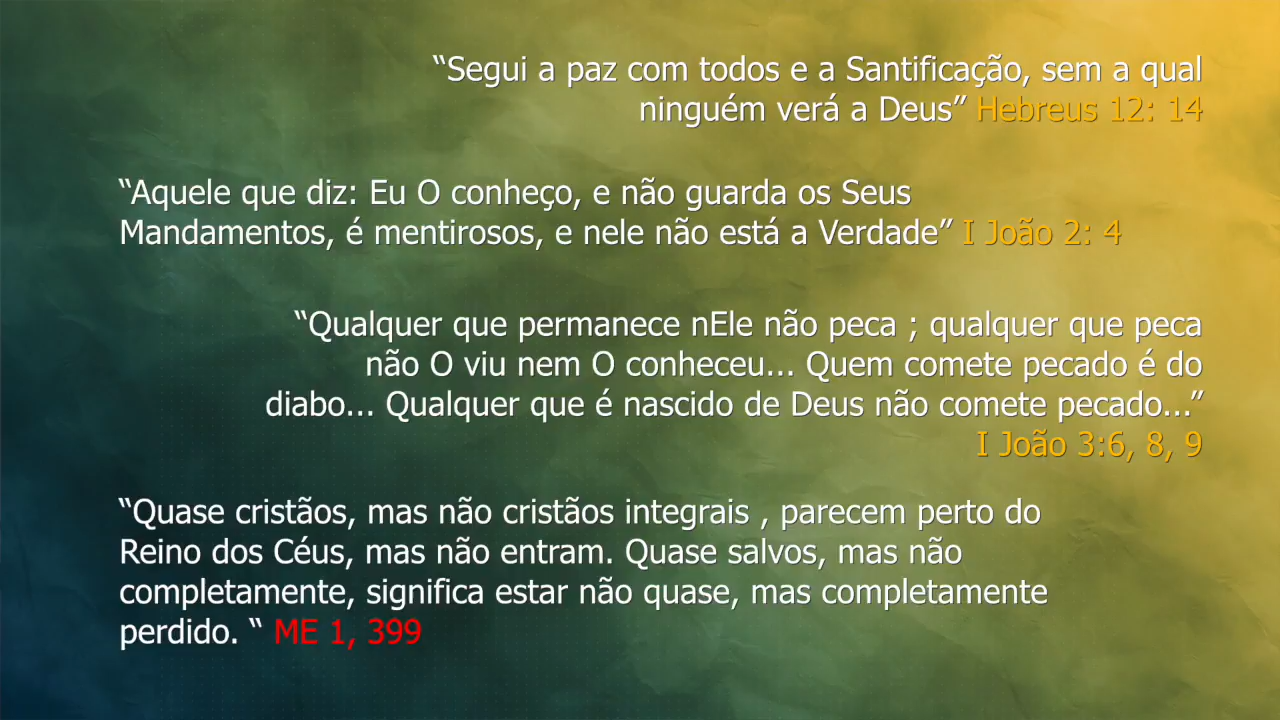 “Segui a paz com todos e a Santificação, sem a qual
ninguém verá a Deus” Hebreus 12: 14
“Aquele que diz: Eu O conheço, e não guarda os Seus
Mandamentos, é mentirosos, e nele não está a Verdade” I João 2: 4
“Qualquer que permanece nEle não peca ; qualquer que peca
não O viu nem O conheceu... Quem comete pecado é do
diabo... Qualquer que é nascido de Deus não comete pecado...”
I João 3:6, 8, 9
“Quase cristãos, mas não cristãos integrais , parecem perto do
Reino dos Céus, mas não entram. Quase salvos, mas não
completamente, significa estar não quase, mas completamente
perdido. “ ME 1, 399